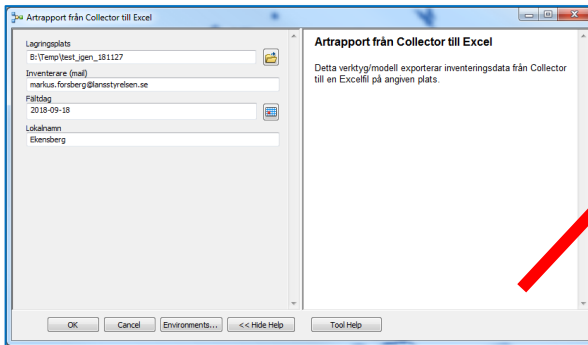 Artrapport från Collector till Excel
Lagringsplats
B:\Temp\test_igen_181127
Inventerare (mail)
markus.forsberg@lansstyrelsen.se
Fältdag
2018-09-18
Lokalnamn
Ekensberg
Artrapport från Collector till Excel
Detta verktyg/modell exporterar inventeringsdata från Collector
till en Excelfil på angiven plats.
OK
Cancel
Environments...
<< Hide Help
Tool Help